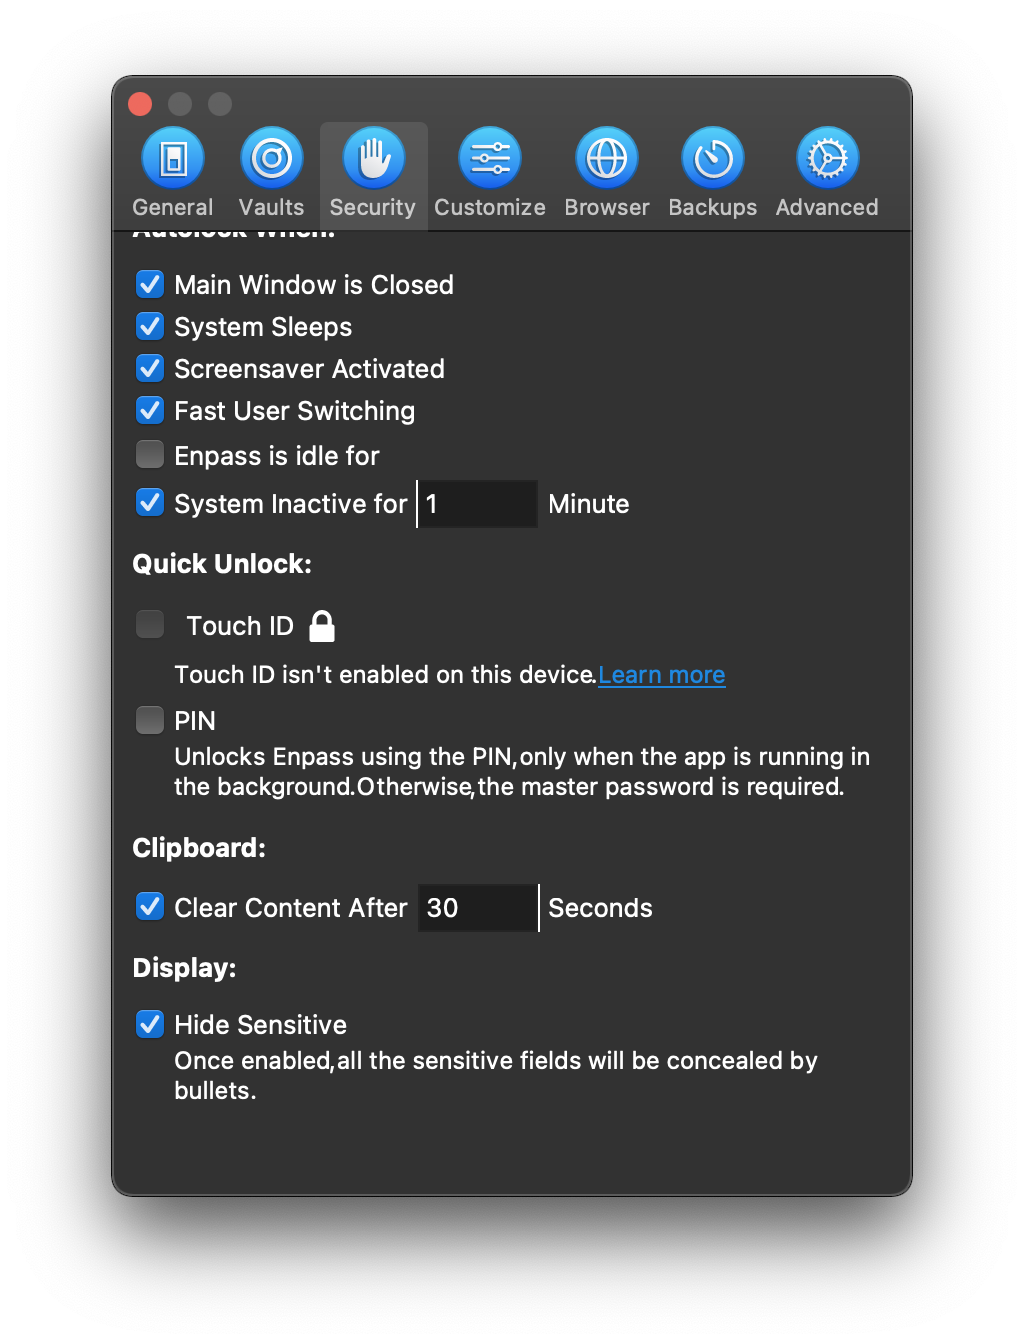 General Vaults Security Customize Browser Backups Advanced
Autolock When:
Main Window is Closed
System Sleeps
Screensaver Activated
Fast User Switching
Enpass is idle for
System Inactive for 1 Minute
Quick Unlock:
Touch ID
Touch ID isn't enabled on this device.Learn more
PIN
Unlocks Enpass using the PIN,only when the app is running in
the background.Otherwise,the master password is required.
Clipboard:
Clear Content After 30 Seconds
Display:
Hide Sensitive
Once enabled,all the sensitive fields will be concealed by
bullets.